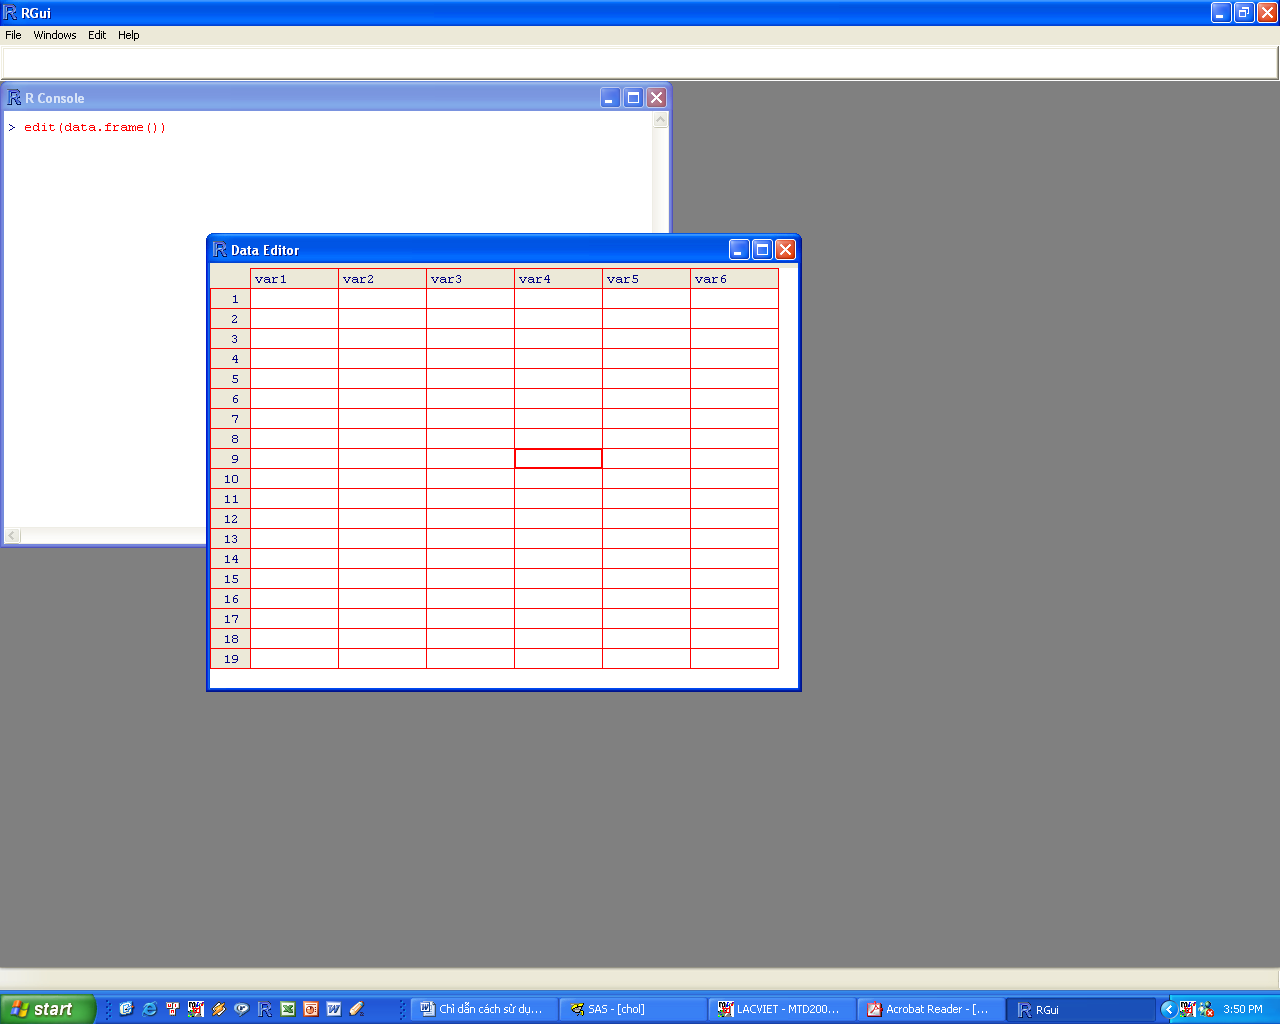 RGui
File Windows Edit Help
R Console
> edit(data.frame())
Data Editor
var1 var2 var3 var4 var5 var6
1
2
3
4
5
6
7
8
9
10
11
12
13
14
15
16
17
18
19
start Chỉ dẫn cách sử dụ... SAS - [chol] LACVIET - MTD200... Acrobat Reader - [... RGui 3:50 PM